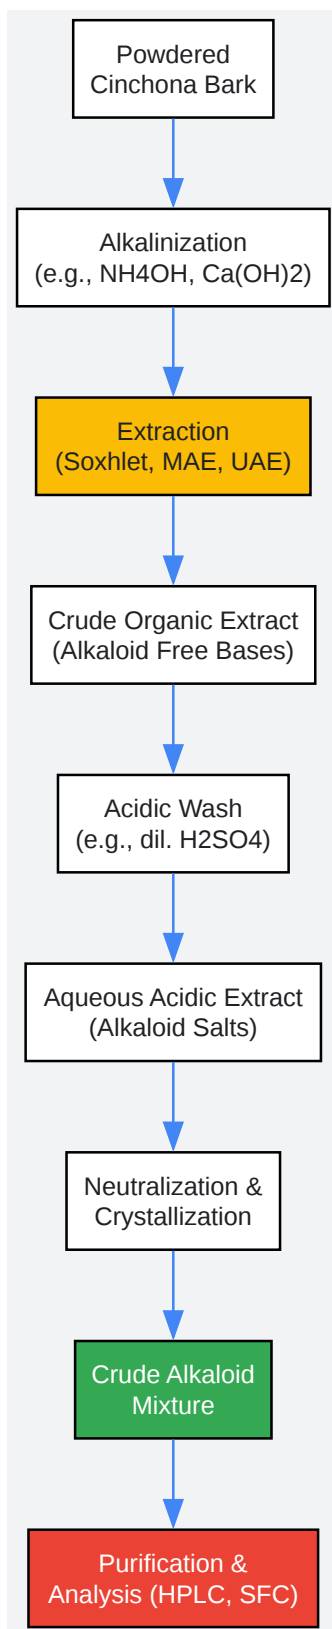 Powdered
Cinchona Bark
Alkalinization
(e.g., NH4OH, Ca(OH)2)
Extraction
(Soxhlet, MAE, UAE)
Crude Organic Extract
(Alkaloid Free Bases)
Acidic Wash
(e.g., dil. H2SO4)
Aqueous Acidic Extract
(Alkaloid Salts)
Neutralization &
Crystallization
Crude Alkaloid
Mixture
Purification &
Analysis (HPLC, SFC)